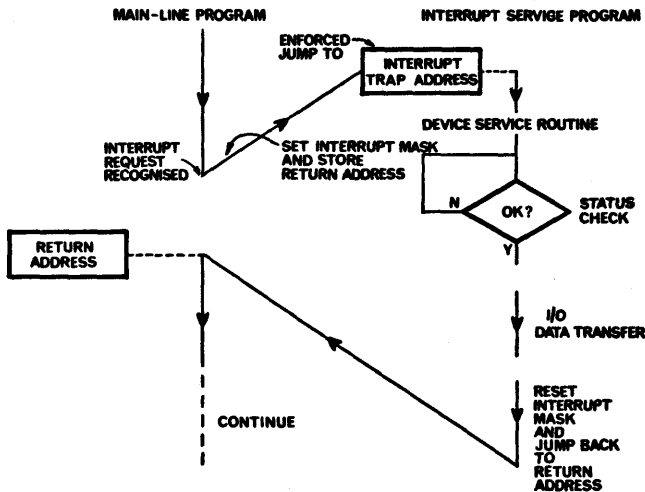 MAIN-LINE PROGRAM
INTERRUPT SERVIGE PROGRAM
ENFORCED
JUMP TO
INTERRUPT
TRAP ADDRESS
DEVICE SERVICE ROUTINE
INTERRUPT
REQUEST
RECOGNISED
SET INTERRUPT MASK
AND STORE
RETURN ADDRESS
N
OK?
STATUS
CHECK
Y
RETURN
ADDRESS
I/O
DATA TRANSFER
CONTINUE
RESET
INTERRUPT
MASK
AND
JUMP BACK
TO
RETURN
ADDRESS